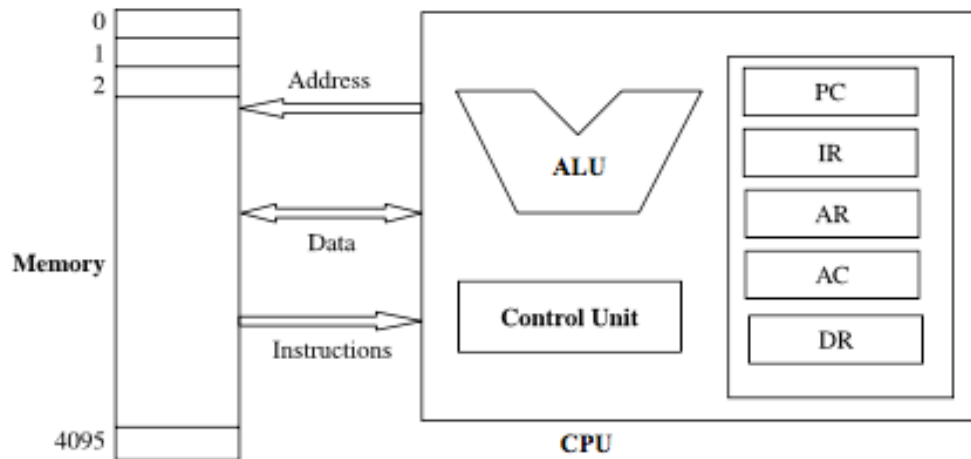 0
1
2
Address
Data
Memory
Instructions
4095
ALU
Control Unit
PC
IR
AR
AC
DR
CPU